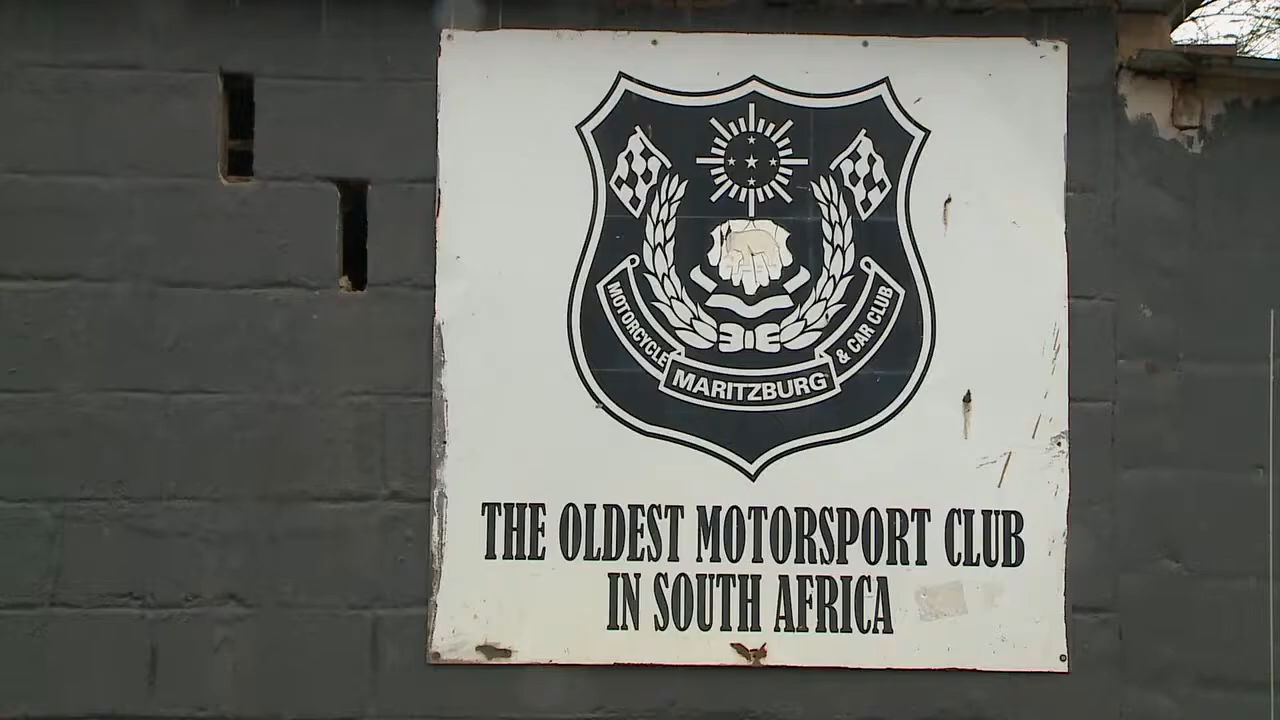 MOTORCYCLE
MARITZBURG
& CAR CLUB
THE OLDEST MOTORSPORT CLUB
IN SOUTH AFRICA